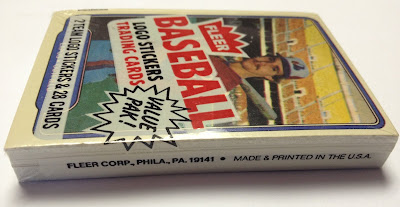 FLEER
BASEBALL
LOGO STICKERS
TRADING CARDS
VALUE
PAK!
2 TEAM LOGO STICKERS & 28 CARDS
FLEER CORP., PHILA., PA. 19141 • MADE & PRINTED IN THE U.S.A.